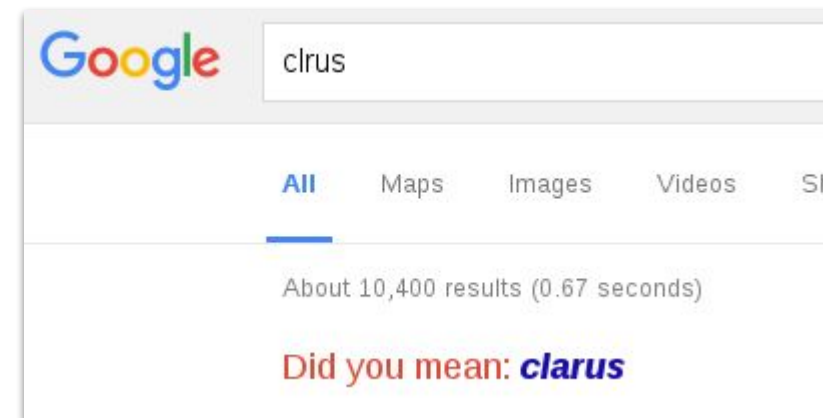 Google clrus
All Maps Images Videos
About 10,400 results (0.67 seconds)
Did you mean: clarus